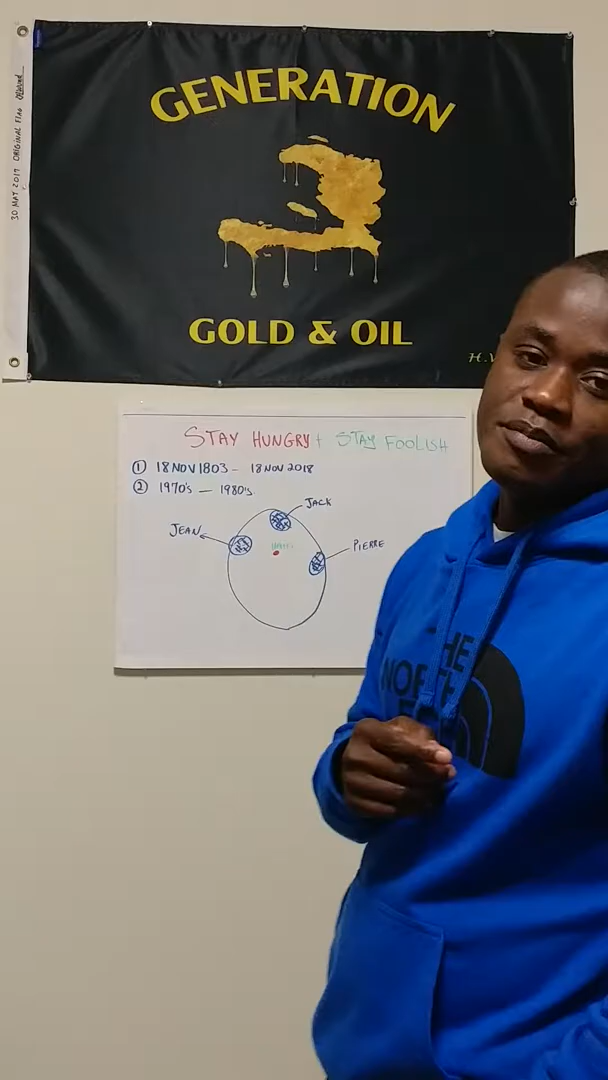 GENERATION
GOLD & OIL
30 MAY 2017 ORIGINAL FLAG
STAY HUNGRY + STAY FOOLISH
① 18 NOV 1803 - 18 NOV 2018
② 1970's - 1980's
JACK
JEAN
PIERRE
THE
NORTH